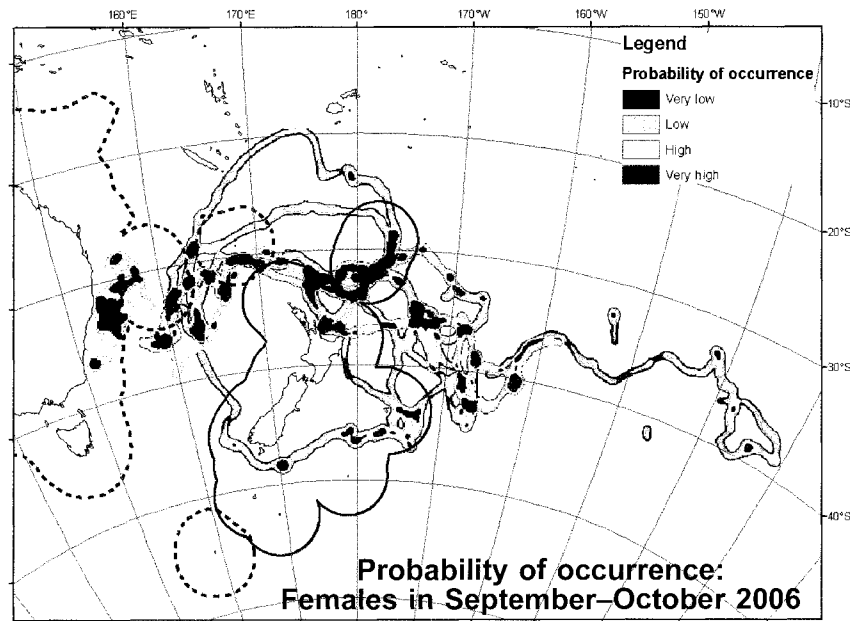 160°E 170°E 180° 170°W 160°W 150°W
Legend
Probability of occurrence
Very low
Low
High
Very high
10°S
20°S
30°S
40°S
Probability of occurrence:
Females in September–October 2006